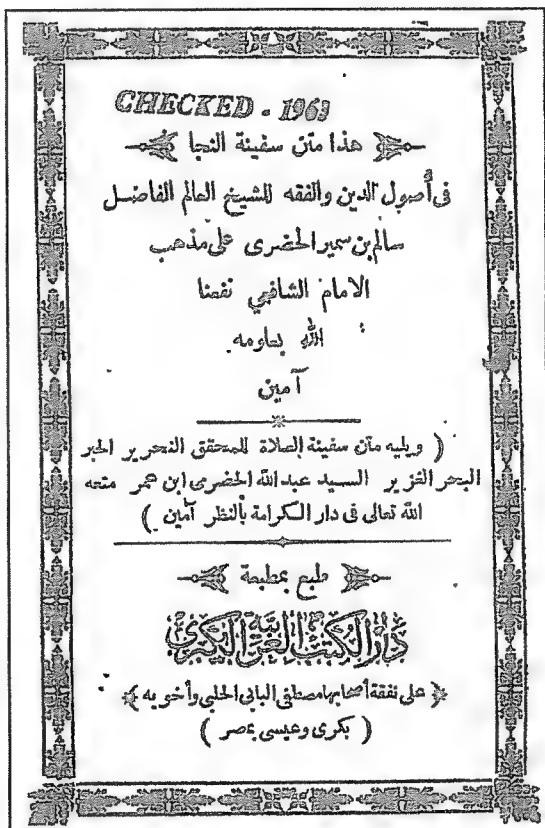 CHECKED - 1963
هذا متن سفينة النجا
فى أصول الدين والفقه للشيخ العالم الفاضل
سالم بن سمير الحضرى على مذهب
الامام الشافعي نفعنا
الله بعلومه
آمين
( ويليه متن سفينة الصلاة للمحقق النحرير الحبر
البحر الغزير السيد عبد الله الحضرمى ابن عمر متعه
الله تعالى فى دار الكرامة بالنظر آمين )
طبع بمطبعة
دار الكتب العربية الكبرى
على نفقة أصحابها مصطفى البابى الحلبى وأخويه
( بكرى وعيسى بمصر )